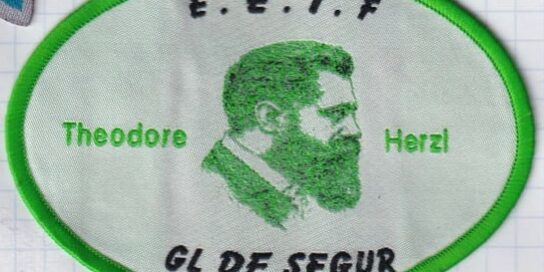 E. E. I. F
Theodore Herzl
GL DE SEGUR